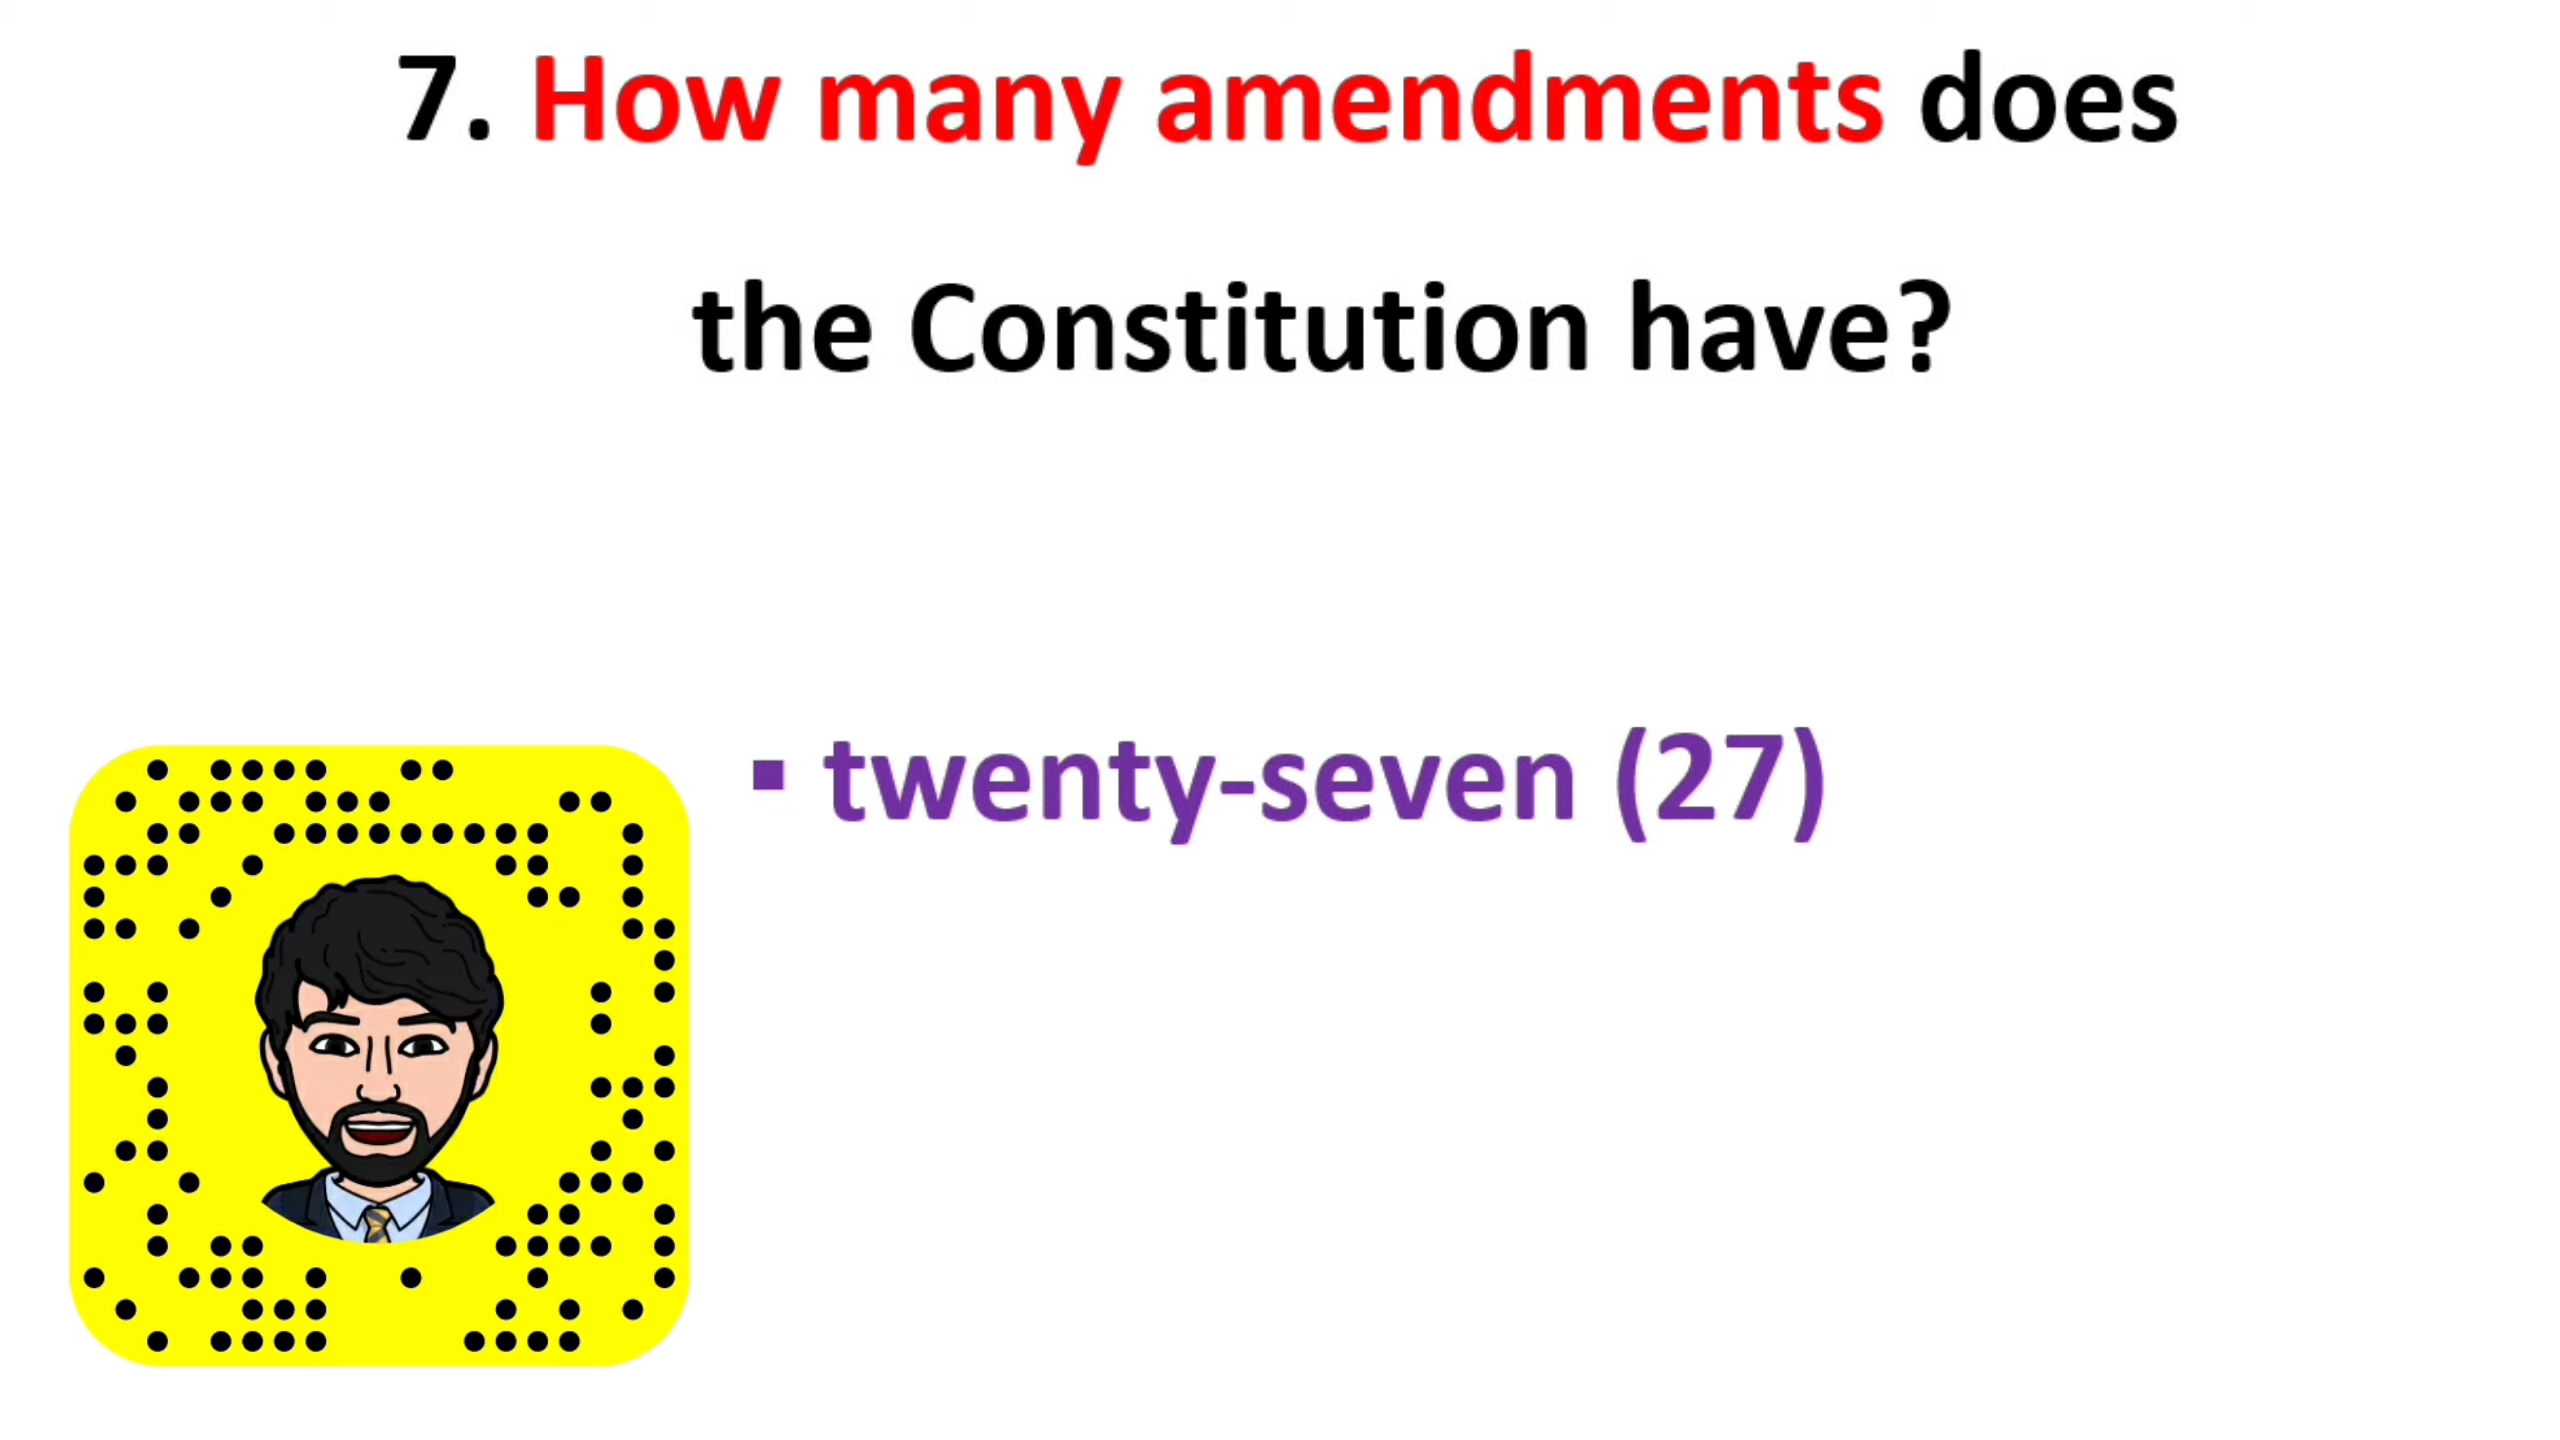 7. How many amendments does
the Constitution have?
▪ twenty-seven (27)